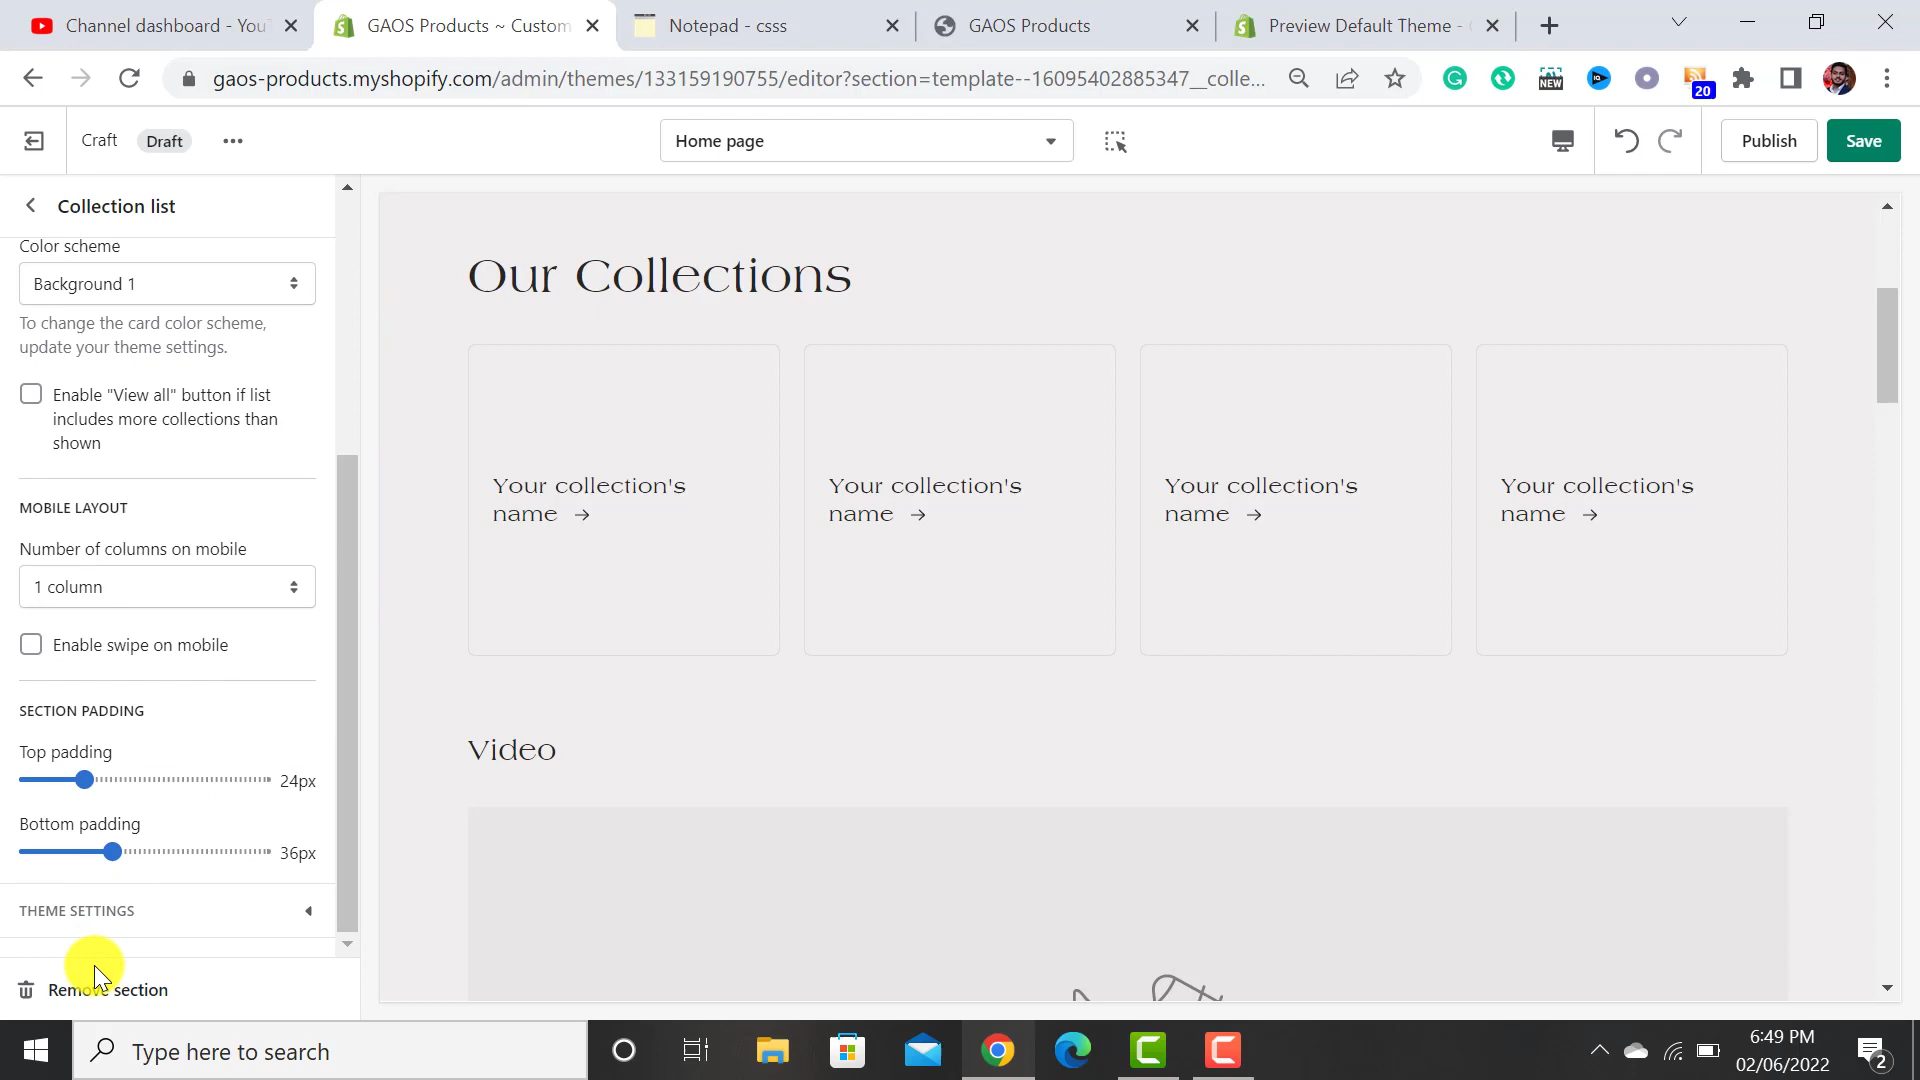 Channel dashboard - You
GAOS Products ~ Custom
Notepad - csss
GAOS Products
Preview Default Theme -
gaos-products.myshopify.com/admin/themes/133159190755/editor?section=template--16095402885347__colle...
NEW
20
Craft
Draft
Home page
Publish
Save
Collection list
Color scheme
Background 1
To change the card color scheme,
update your theme settings.
Enable "View all" button if list
includes more collections than
shown
MOBILE LAYOUT
Number of columns on mobile
1 column
Enable swipe on mobile
SECTION PADDING
Top padding
24px
Bottom padding
36px
THEME SETTINGS
Remove section
Our Collections
Your collection's
name →
Your collection's
name →
Your collection's
name →
Your collection's
name →
Video
Type here to search
6:49 PM
02/06/2022
2